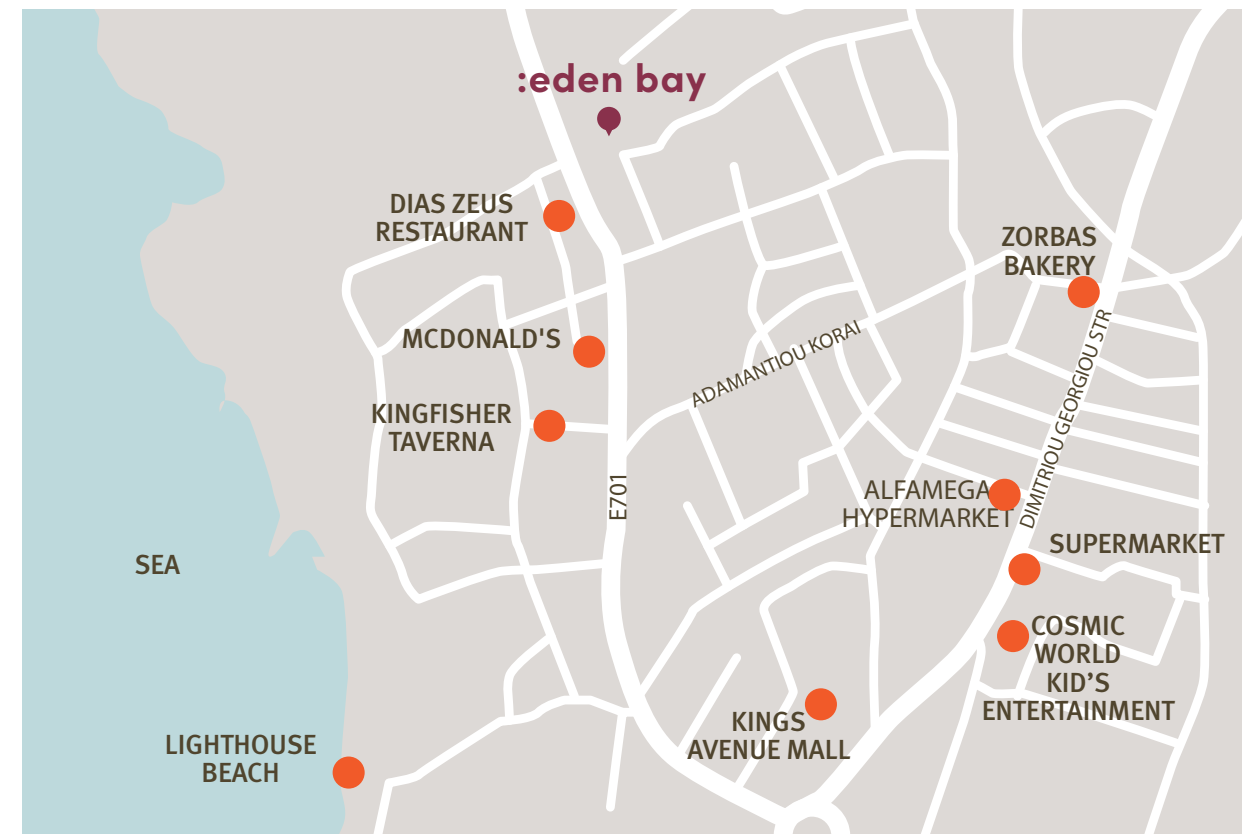 :eden bay
DIAS ZEUS
RESTAURANT
ZORBAS
BAKERY
MCDONALD'S
ADAMANTIOU KORAI
DIMITRIOU GEORGIOU STR
KINGFISHER
TAVERNA
E701
ALFAMEGA
HYPERMARKET
SUPERMARKET
SEA
COSMIC
WORLD
KID’S
ENTERTAINMENT
KINGS
AVENUE MALL
LIGHTHOUSE
BEACH